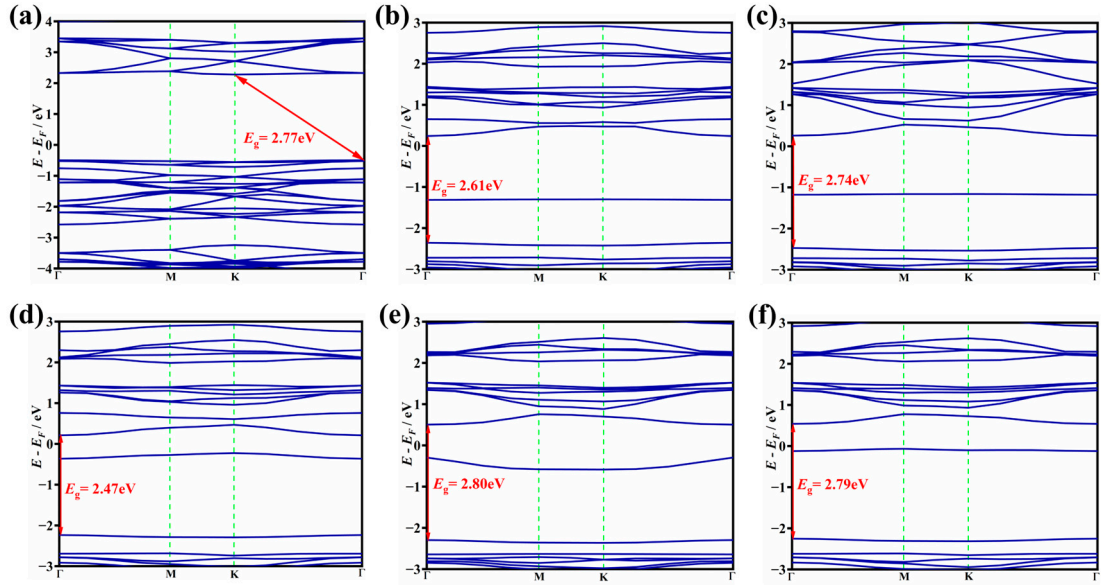 (a)
4
3
2
1
0
−1
−2
−3
−4
E - E_F / eV
E_g = 2.77eV
Γ M K Γ
(b)
3
2
1
0
−1
−2
−3
E - E_F / eV
E_g = 2.61eV
Γ M K Γ
(c)
3
2
1
0
−1
−2
−3
E - E_F / eV
E_g = 2.74eV
Γ M K Γ
(d)
3
2
1
0
−1
−2
−3
E - E_F / eV
E_g = 2.47eV
Γ M K Γ
(e)
3
2
1
0
−1
−2
−3
E - E_F / eV
E_g = 2.80eV
Γ M K Γ
(f)
3
2
1
0
−1
−2
−3
E - E_F / eV
E_g = 2.79eV
Γ M K Γ